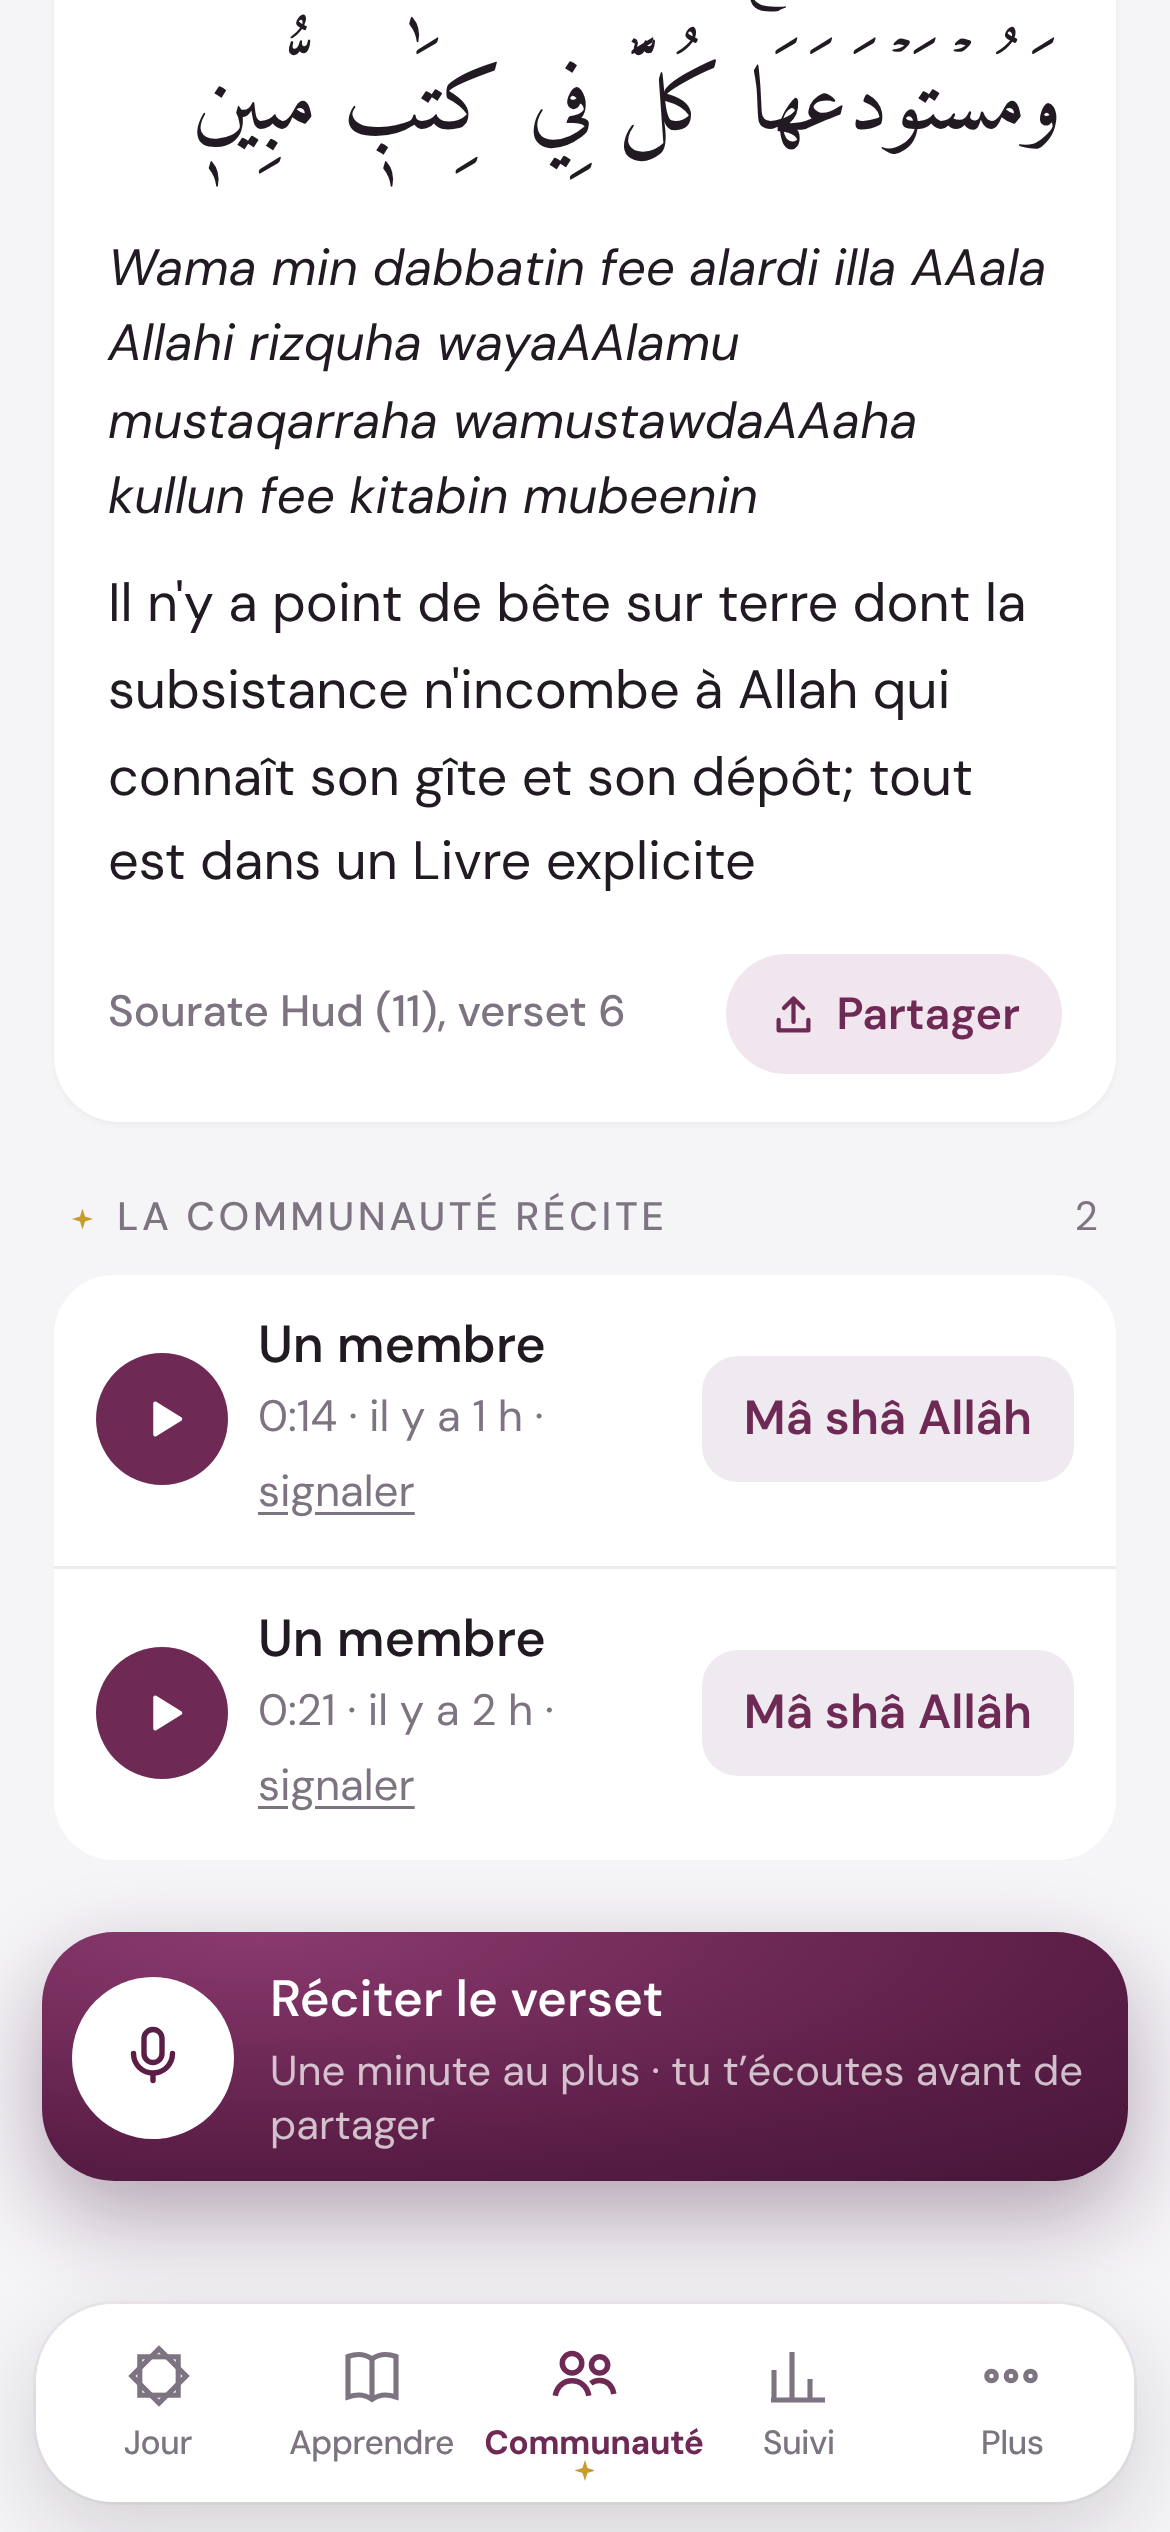 وَمُسْتَوْدَعَهَا كُلٌّ فِي كِتَٰبٍ مُّبِينٍ
Wama min dabbatin fee alardi illa AAala
Allahi rizquha wayaAAlamu
mustaqarraha wamustawdaAAaha
kullun fee kitabin mubeenin
Il n'y a point de bête sur terre dont la
subsistance n'incombe à Allah qui
connaît son gîte et son dépôt; tout
est dans un Livre explicite
Sourate Hud (11), verset 6
Partager
LA COMMUNAUTÉ RÉCITE 2
Un membre
0:14 · il y a 1 h ·
signaler
Mâ shâ Allâh
Un membre
0:21 · il y a 2 h ·
signaler
Mâ shâ Allâh
Réciter le verset
Une minute au plus · tu t’écoutes avant de
partager
Jour Apprendre Communauté Suivi Plus